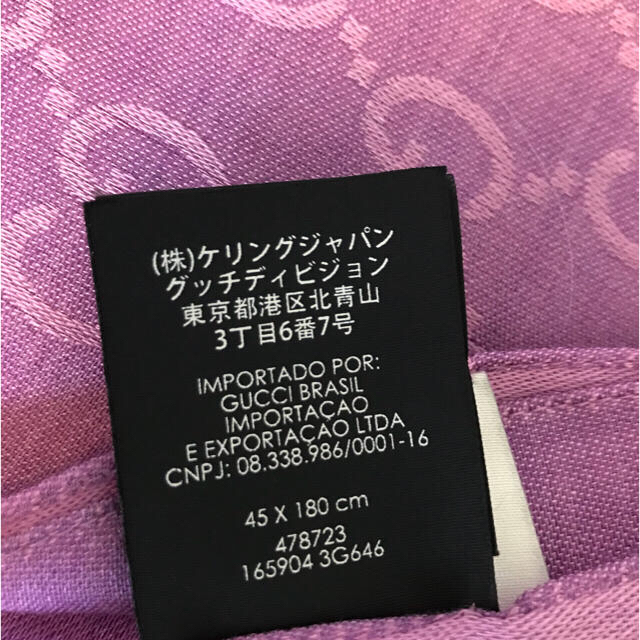 (株)ケリングジャパン
グッチディビジョン
東京都港区北青山
3丁目6番7号
IMPORTADO POR:
GUCCI BRASIL
IMPORTAÇAO
E EXPORTAÇAO LTDA
CNPJ: 08.338.986/0001-16
45 X 180 cm
478723
165904 3G646